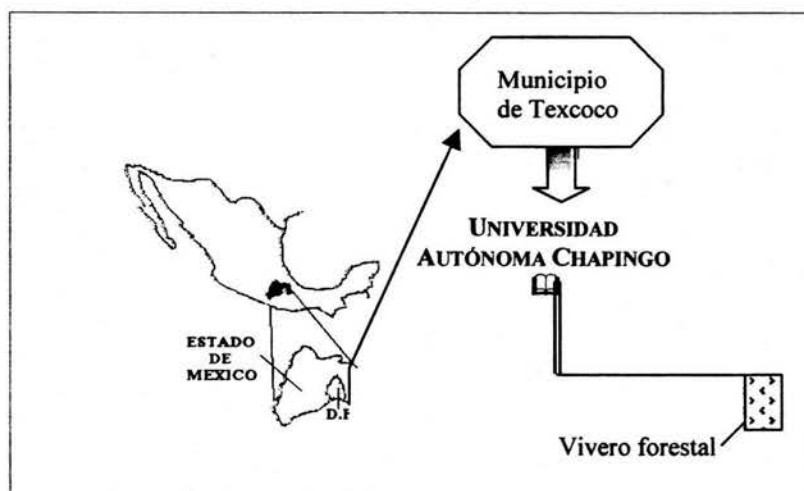 Municipio
de Texcoco
UNIVERSIDAD
AUTÓNOMA CHAPINGO
ESTADO
DE
MEXICO
D.F
Vivero forestal